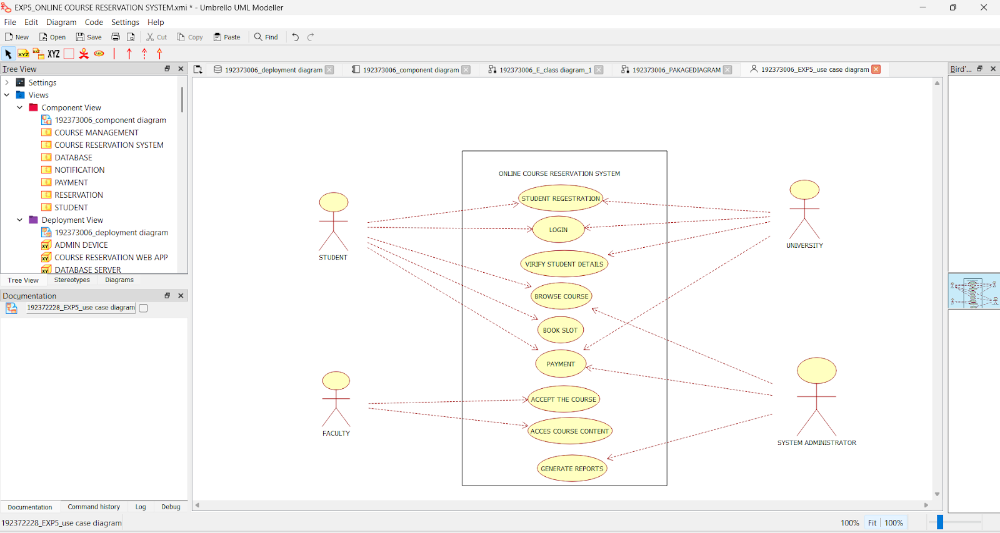 EXP5_ONLINE COURSE RESERVATION SYSTEM.xmi * - Umbrello UML Modeller
File Edit Diagram Code Settings Help
New Open Save Cut Copy Paste Find
XYZ XYZ XYZ ABC
Tree View
192373006_deployment diagram 192373006_component diagram 192373006_E_class diagram_1 192373006_PAKAGEDIAGRAM 192373006_EXP5_use case diagram
Bird'...
Settings
Views
Component View
192373006_component diagram
COURSE MANAGEMENT
COURSE RESERVATION SYSTEM
DATABASE
NOTIFICATION
PAYMENT
RESERVATION
STUDENT
Deployment View
192373006_deployment diagram
ADMIN DEVICE
COURSE RESERVATION WEB APP
DATABASE SERVER
Tree View Stereotypes Diagrams
Documentation
192372228_EXP5_use case diagram
Documentation Command history Log Debug
192372228_EXP5_use case diagram
ONLINE COURSE RESERVATION SYSTEM
STUDENT REGESTRATION
LOGIN
VIRIFY STUDENT DETAILS
BROWSE COURSE
BOOK SLOT
PAYMENT
ACCEPT THE COURSE
ACCES COURSE CONTENT
GENERATE REPORTS
STUDENT
FACULTY
UNIVERSITY
SYSTEM ADMINISTRATOR
100% Fit 100%